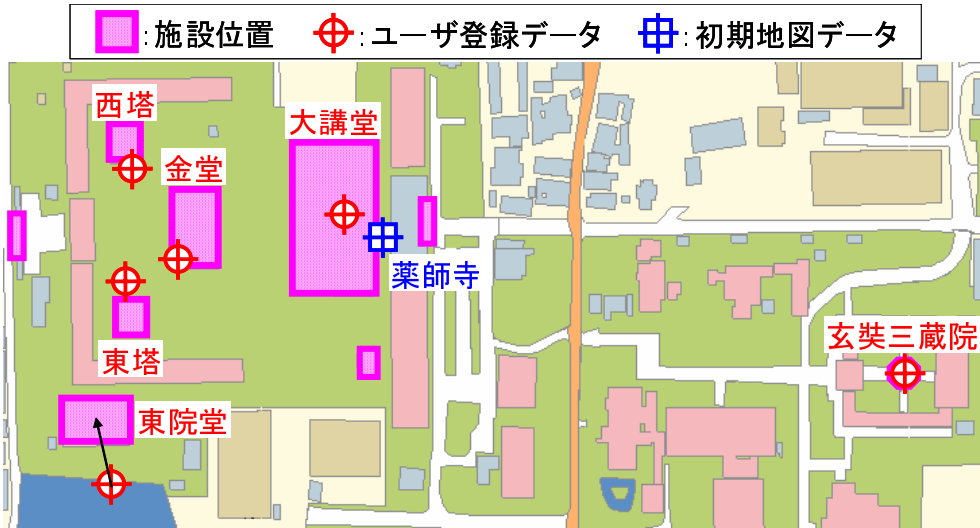 :施設位置 :ユーザ登録データ :初期地図データ
西塔
大講堂
金堂
薬師寺
玄奘三蔵院
東塔
東院堂